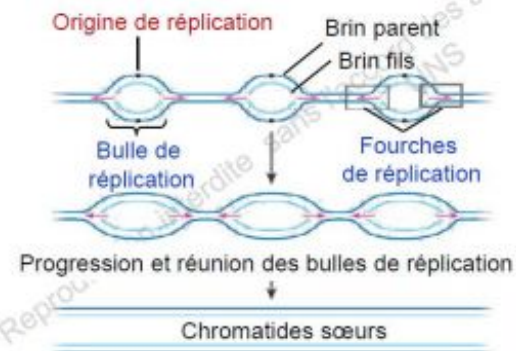 Origine de réplication
Brin parent
Brin fils
Bulle de
réplication
Fourches
de réplication
Progression et réunion des bulles de réplication
Chromatides sœurs